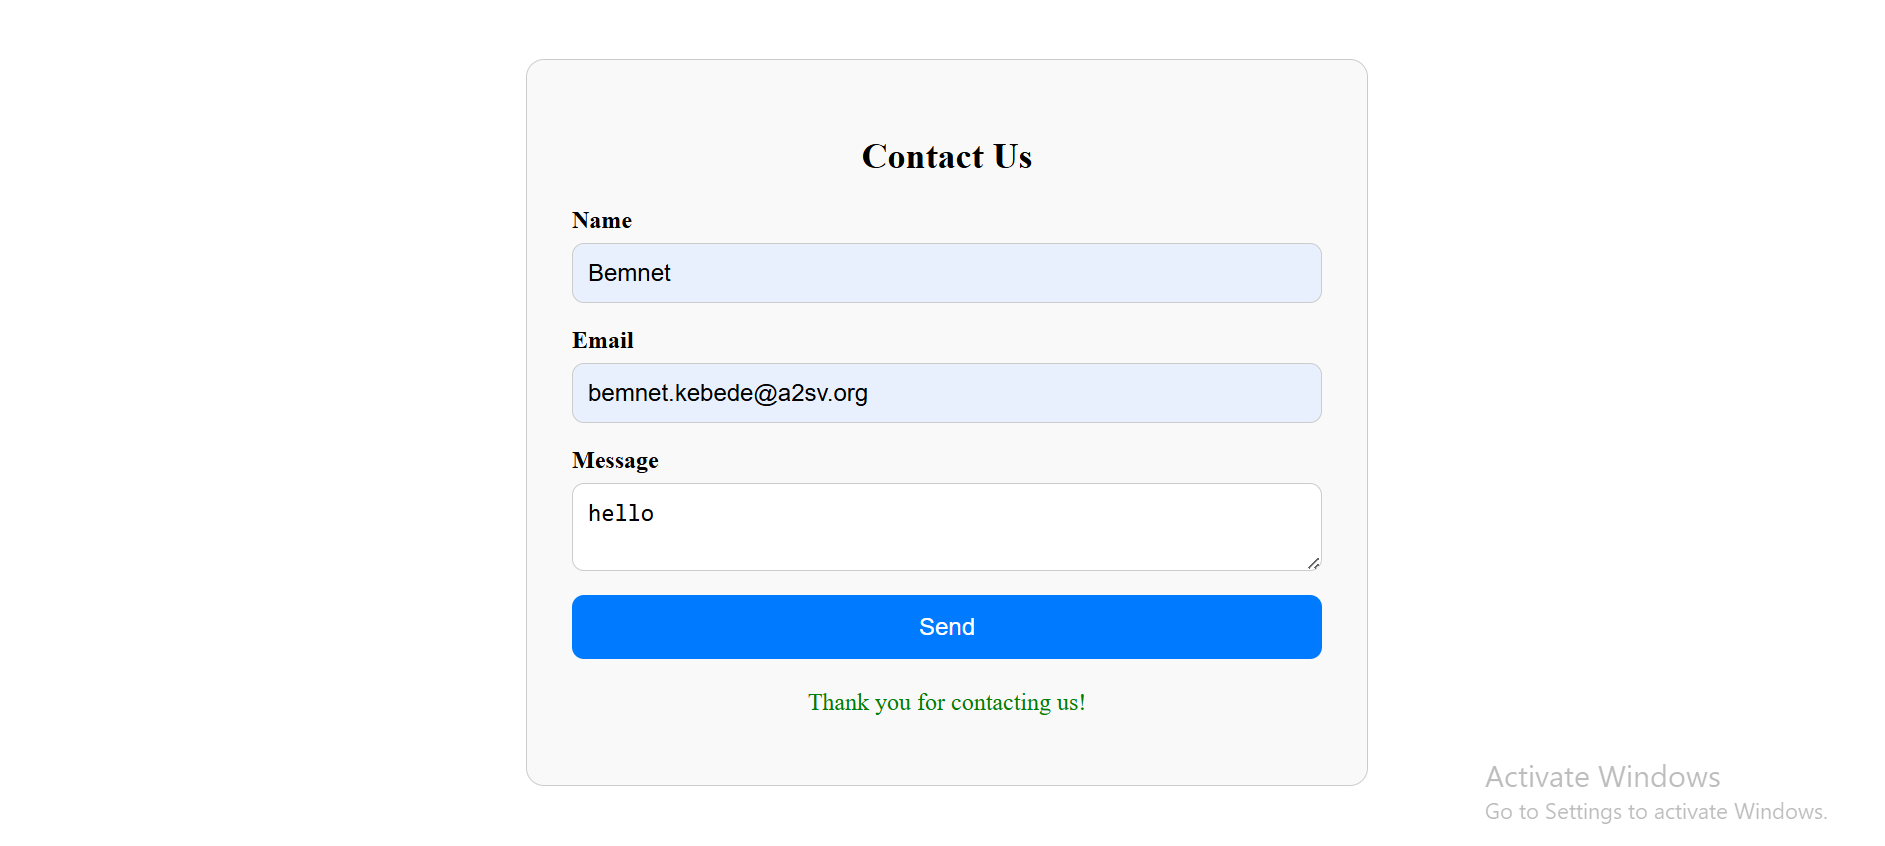 Contact Us
Name
Bemnet
Email
bemnet.kebede@a2sv.org
Message
hello
Send
Thank you for contacting us!
Activate Windows
Go to Settings to activate Windows.